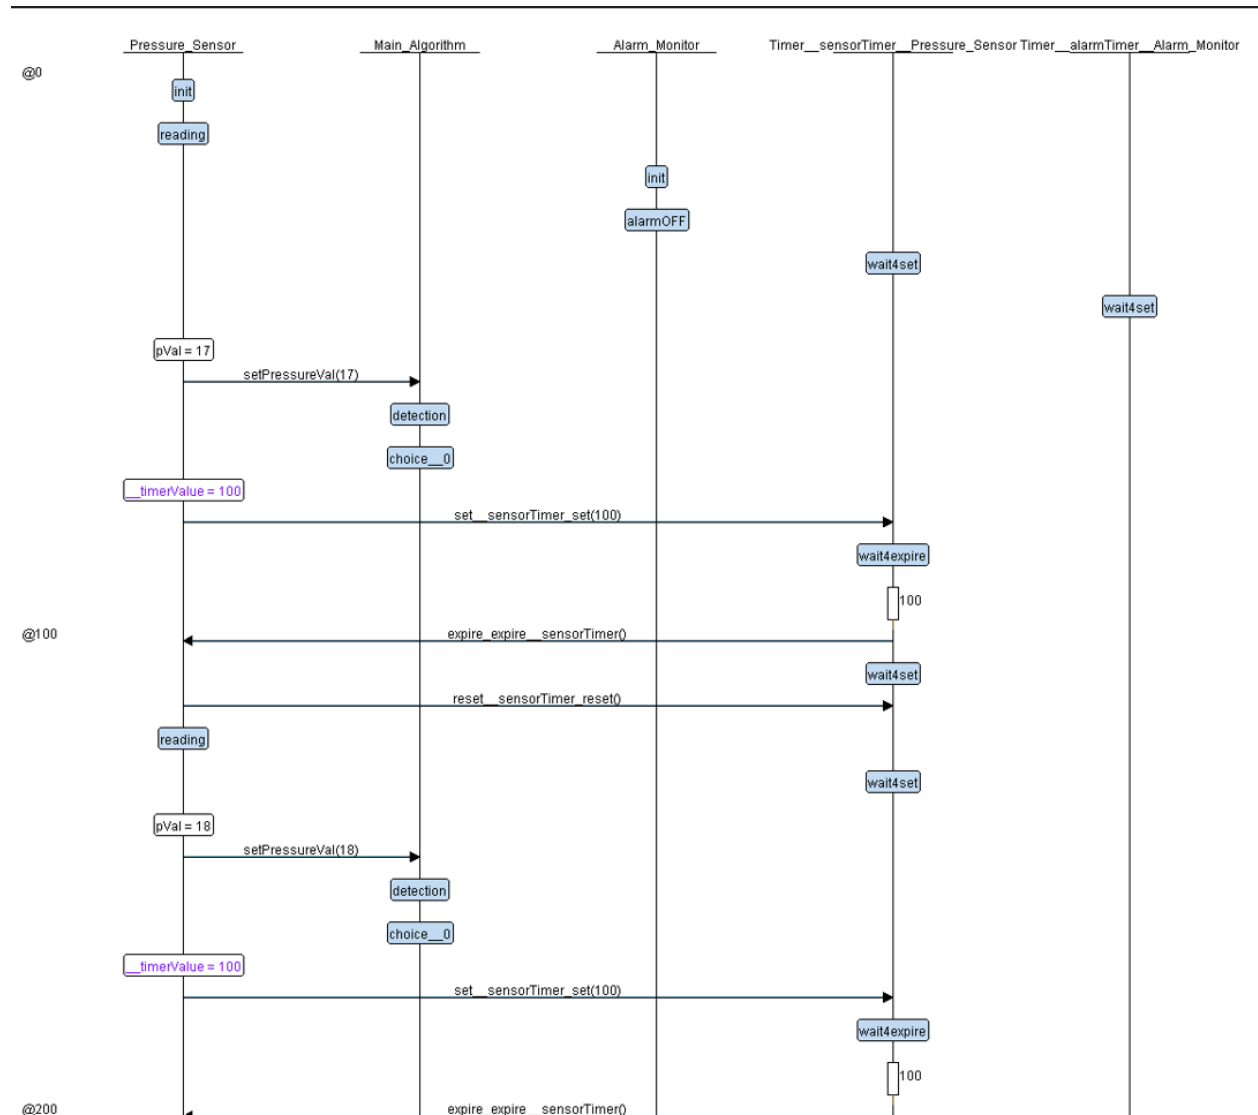 Pressure_Sensor Main_Algorithm Alarm_Monitor Timer__sensorTimer__Pressure_Sensor Timer__alarmTimer__Alarm_Monitor
@0
init
reading
init
alarmOFF
wait4set
wait4set
pVal = 17
setPressureVal(17)
detection
choice__0
__timerValue = 100
set__sensorTimer_set(100)
wait4expire
100
@100 expire_expire__sensorTimer()
wait4set
reset__sensorTimer_reset()
reading
wait4set
pVal = 18
setPressureVal(18)
detection
choice__0
__timerValue = 100
set__sensorTimer_set(100)
wait4expire
100
@200 expire_expire__sensorTimer()